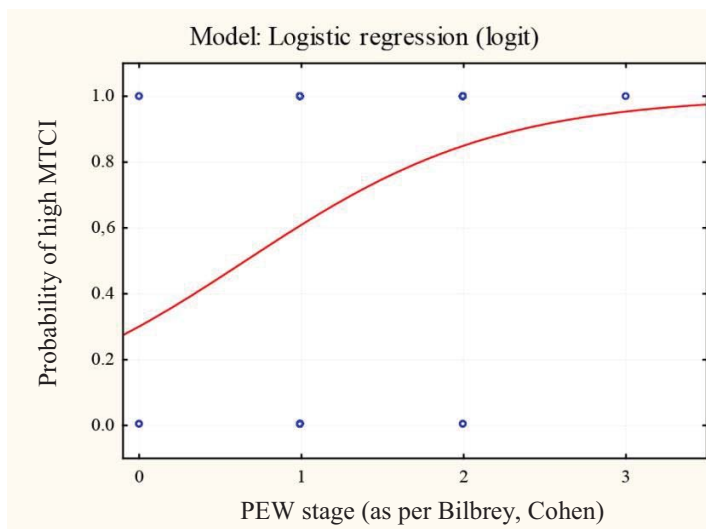 Model: Logistic regression (logit)
Probability of high MTCI
1.0
0.8
0.6
0.4
0.2
0.0
0 1 2 3
PEW stage (as per Bilbrey, Cohen)